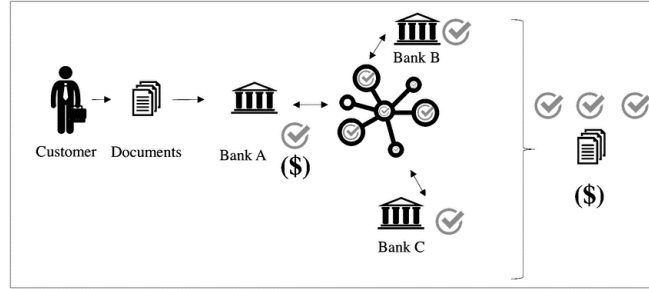 Bank B
Customer Documents Bank A
($)
($)
Bank C